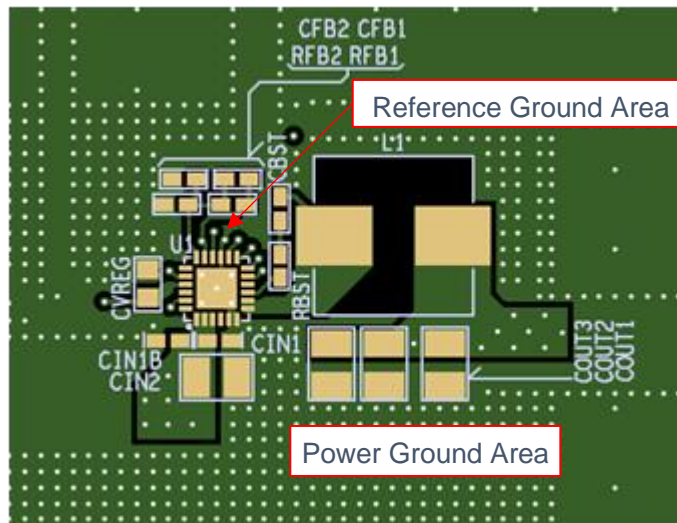 CFB2 CFB1
RFB2 RFB1
Reference Ground Area
CBST
L1
U1
CVREG
RBST
CIN1B
CIN1
CIN2
COUT3
COUT2
COUT1
Power Ground Area